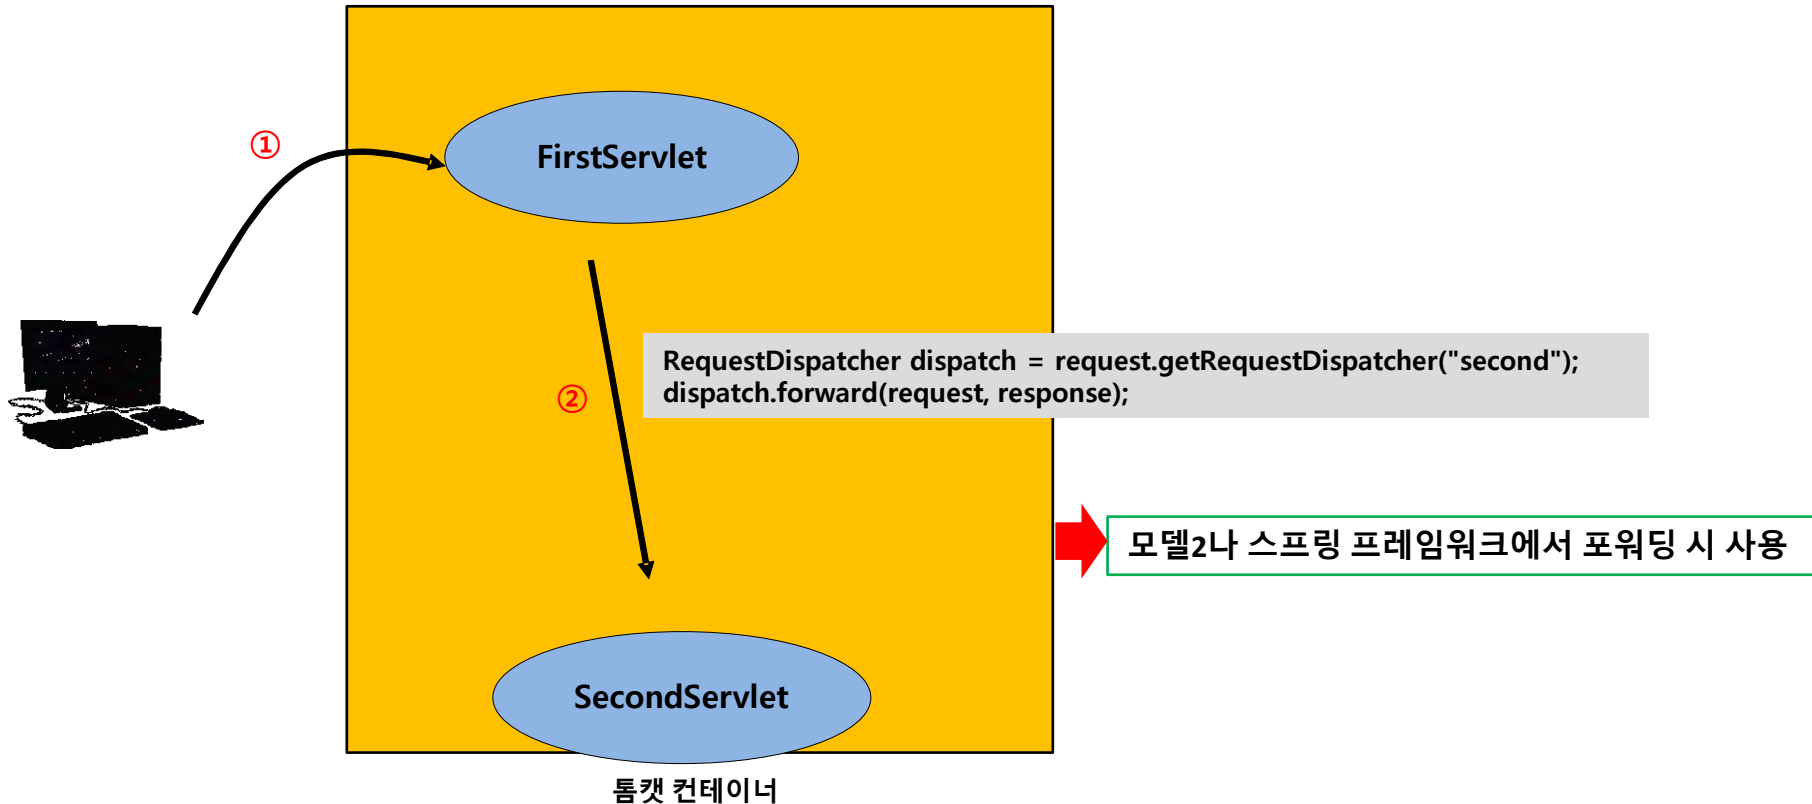 ①
FirstServlet
RequestDispatcher dispatch = request.getRequestDispatcher("second");
dispatch.forward(request, response);
②
모델2나 스프링 프레임워크에서 포워딩 시 사용
SecondServlet
톰캣 컨테이너